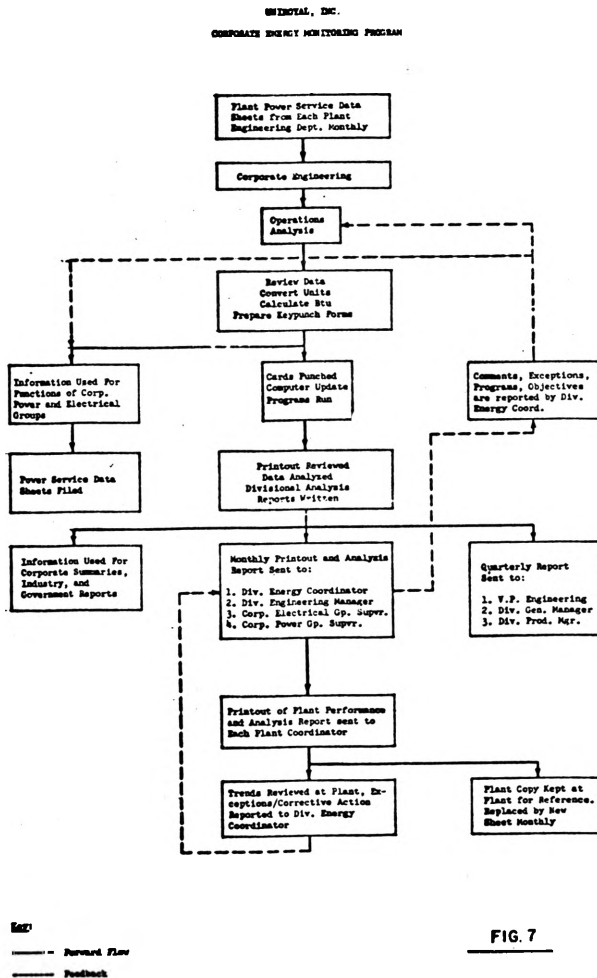 UNIROYAL, INC.
CORPORATE ENERGY MONITORING PROGRAM
Plant Power Service Data
Sheets from Each Plant
Engineering Dept. Monthly
Corporate Engineering
Operations
Analysis
Review Data
Convert Units
Calculate Btu
Prepare Keypunch Forms
Information Used For
Functions of Corp.
Power and Electrical
Groups
Cards Punched
Computer Update
Programs Run
Comments, Exceptions,
Programs, Objectives
are reported by Div.
Energy Coord.
Power Service Data
Sheets Filed
Printout Reviewed
Data Analyzed
Divisional Analysis
Reports Written
Information Used For
Corporate Summaries,
Industry, and
Government Reports
Monthly Printout and Analysis
Report Sent to:
1. Div. Energy Coordinator
2. Div. Engineering Manager
3. Corp. Electrical Gp. Supvr.
4. Corp. Power Gp. Supvr.
Quarterly Report
Sent to:
1. V.P. Engineering
2. Div. Gen. Manager
3. Div. Prod. Mgr.
Printout of Plant Performance
and Analysis Report sent to
Each Plant Coordinator
Trends Reviewed at Plant, Ex-
ceptions/Corrective Action
Reported to Div. Energy
Coordinator
Plant Copy Kept at
Plant for Reference.
Replaced by New
Sheet Monthly
Key:
Forward Flow
Feedback
FIG. 7